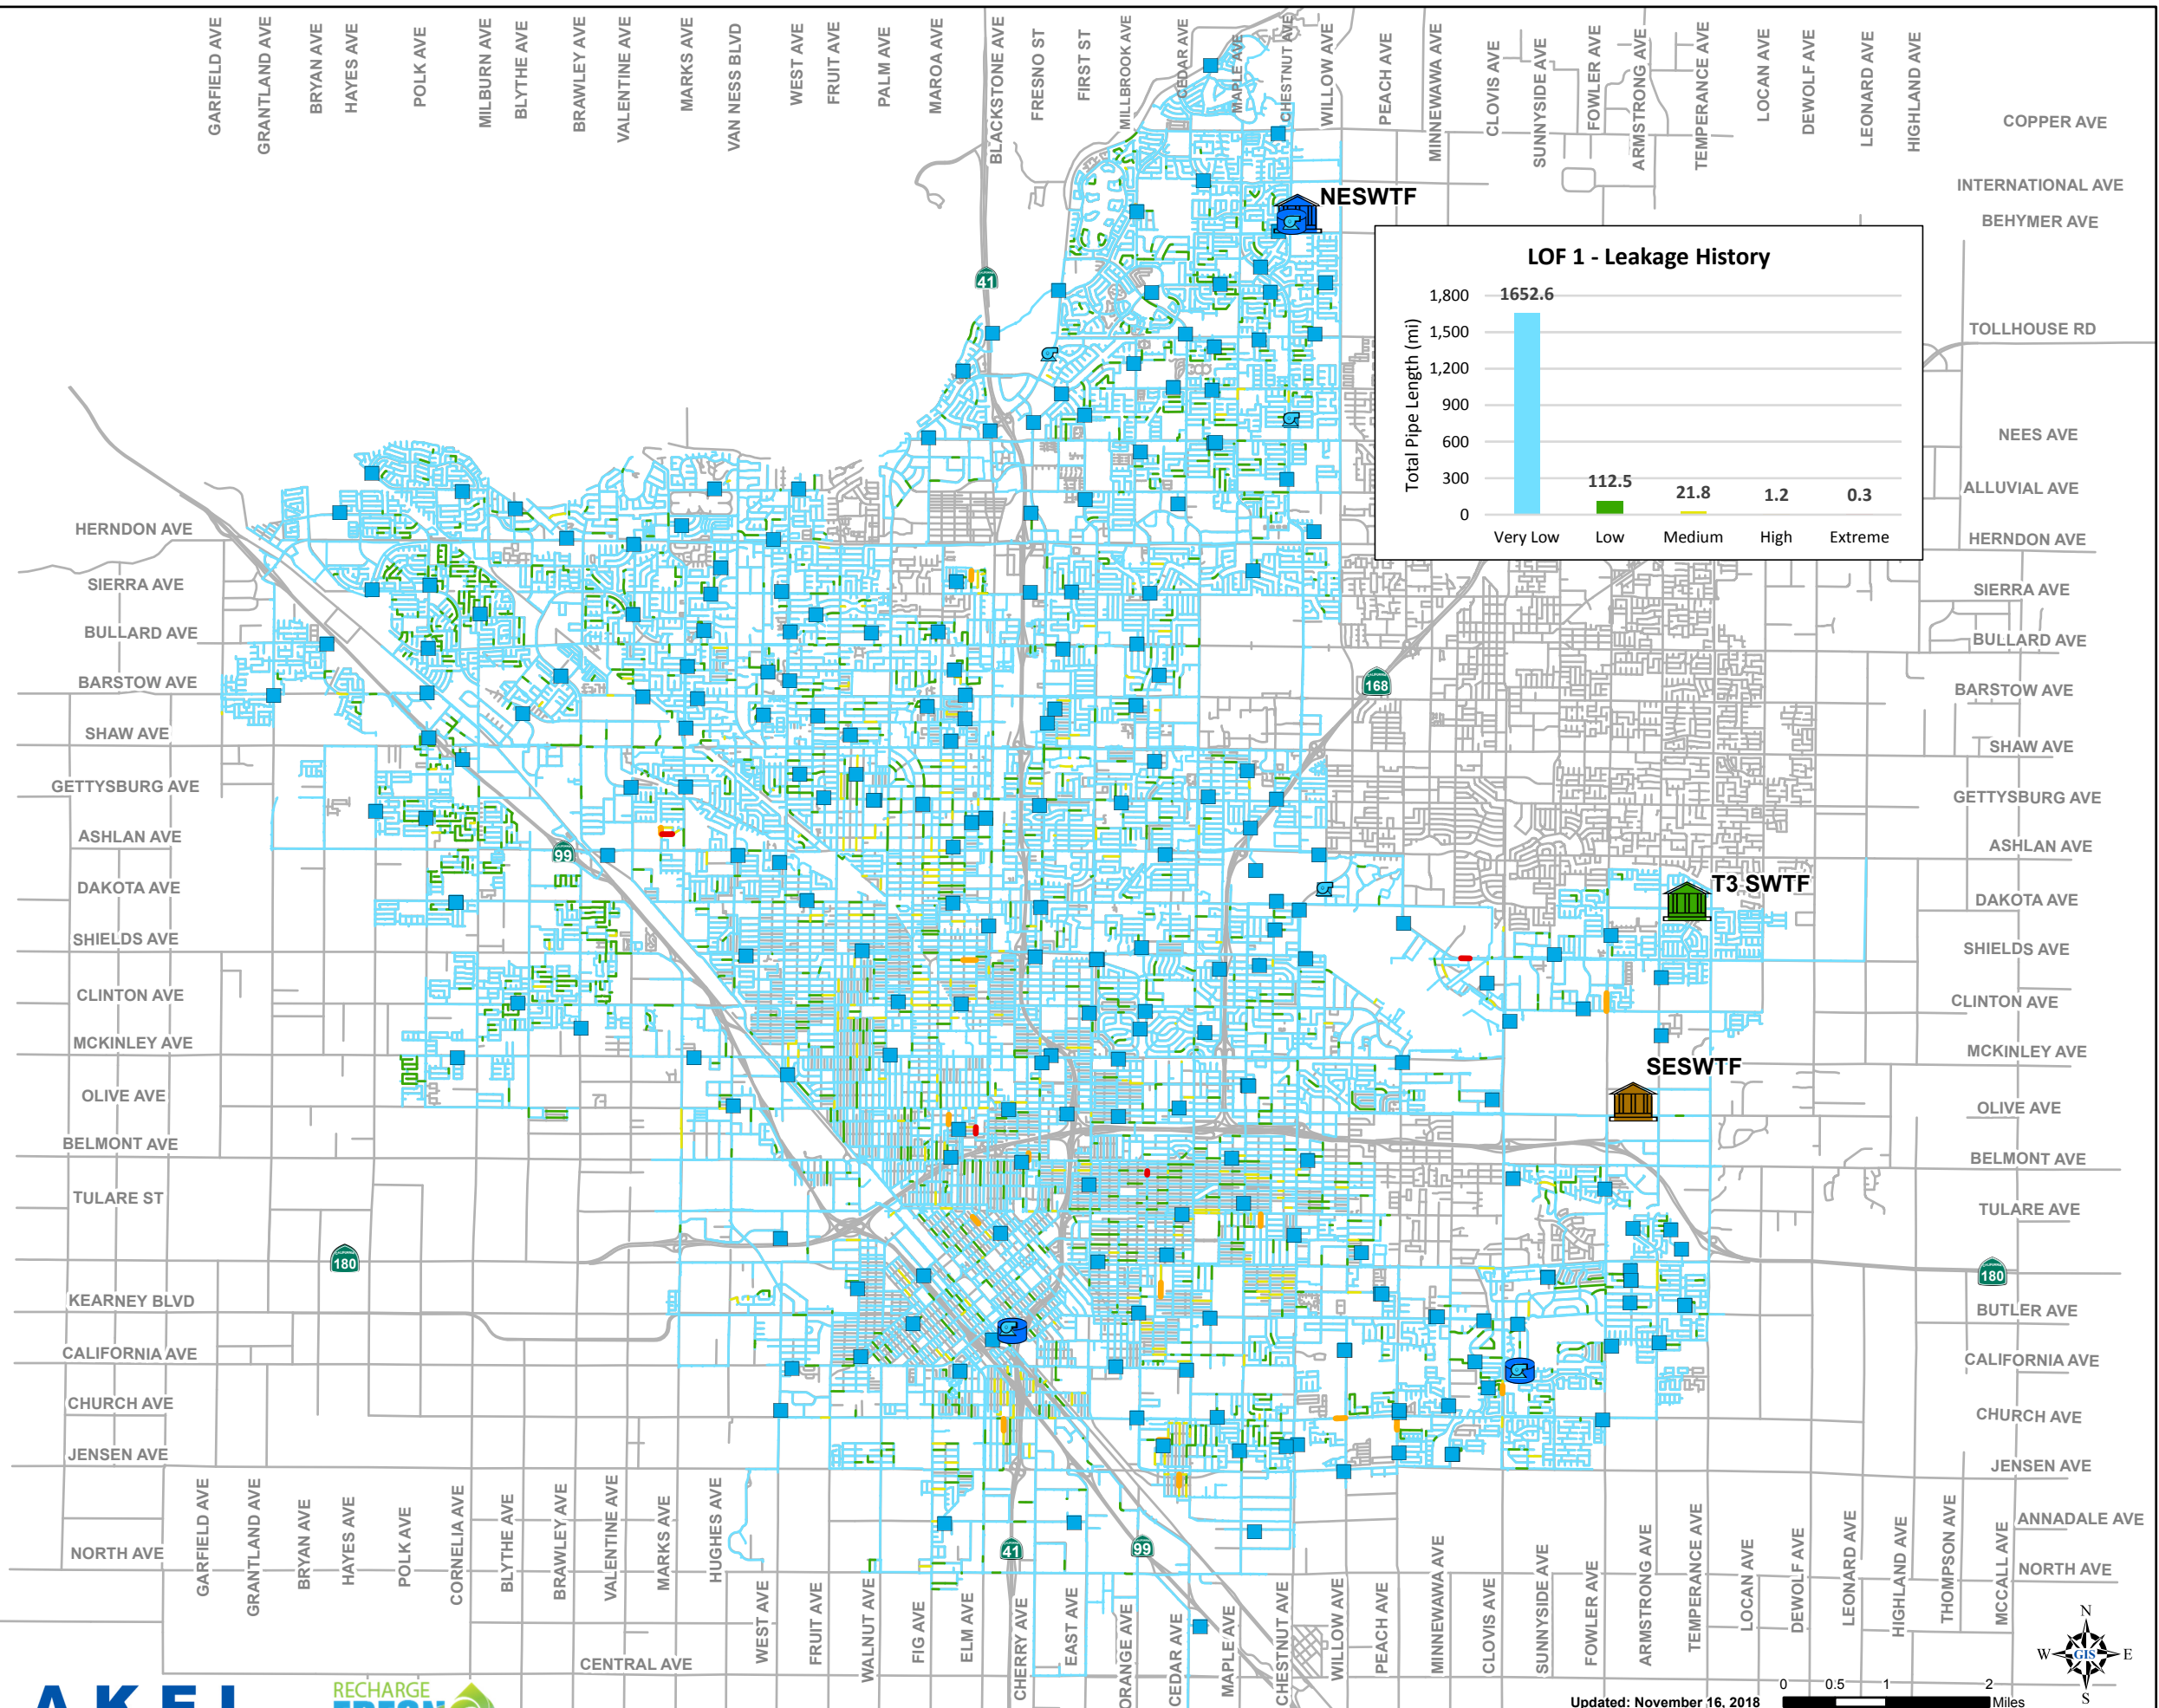 GARFIELD AVE
GRANTLAND AVE
BRYAN AVE
HAYES AVE
POLK AVE
MILBURN AVE
BLYTHE AVE
BRAWLEY AVE
VALENTINE AVE
MARKS AVE
VAN NESS BLVD
WEST AVE
FRUIT AVE
PALM AVE
MAROA AVE
BLACKSTONE AVE
FRESNO ST
FIRST ST
MILLBROOK AVE
CEDAR AVE
MAPLE AVE
CHESTNUT AVE
WILLOW AVE
PEACH AVE
MINNEWAWA AVE
CLOVIS AVE
SUNNYSIDE AVE
FOWLER AVE
ARMSTRONG AVE
TEMPERANCE AVE
LOCAN AVE
DEWOLF AVE
LEONARD AVE
HIGHLAND AVE
COPPER AVE
INTERNATIONAL AVE
BEHYMER AVE
TOLLHOUSE RD
NEES AVE
ALLUVIAL AVE
HERNDON AVE
SIERRA AVE
BULLARD AVE
BARSTOW AVE
SHAW AVE
GETTYSBURG AVE
ASHLAN AVE
DAKOTA AVE
SHIELDS AVE
CLINTON AVE
MCKINLEY AVE
OLIVE AVE
BELMONT AVE
TULARE AVE
BUTLER AVE
CALIFORNIA AVE
CHURCH AVE
JENSEN AVE
ANNADALE AVE
NORTH AVE
NESWTF
LOF 1 - Leakage History
Total Pipe Length (mi)
1,800
1,500
1,200
900
600
300
0
1652.6
112.5
21.8
1.2
0.3
Very Low Low Medium High Extreme
41
168
99
T3 SWTF
SESWTF
180
180
41
99
HERNDON AVE
SIERRA AVE
BULLARD AVE
BARSTOW AVE
SHAW AVE
GETTYSBURG AVE
ASHLAN AVE
DAKOTA AVE
SHIELDS AVE
CLINTON AVE
MCKINLEY AVE
OLIVE AVE
BELMONT AVE
TULARE ST
KEARNEY BLVD
CALIFORNIA AVE
CHURCH AVE
JENSEN AVE
NORTH AVE
GARFIELD AVE
GRANTLAND AVE
BRYAN AVE
HAYES AVE
POLK AVE
CORNELIA AVE
BLYTHE AVE
BRAWLEY AVE
VALENTINE AVE
MARKS AVE
HUGHES AVE
WEST AVE
FRUIT AVE
WALNUT AVE
FIG AVE
ELM AVE
CHERRY AVE
EAST AVE
ORANGE AVE
CEDAR AVE
MAPLE AVE
CHESTNUT AVE
WILLOW AVE
PEACH AVE
MINNEWAWA AVE
CLOVIS AVE
SUNNYSIDE AVE
FOWLER AVE
ARMSTRONG AVE
TEMPERANCE AVE
LOCAN AVE
DEWOLF AVE
LEONARD AVE
HIGHLAND AVE
THOMPSON AVE
MCCALL AVE
CENTRAL AVE
AKEL
RECHARGE
N
W GIS E
S
0 0.5 1 2
Miles
Updated: November 16, 2018